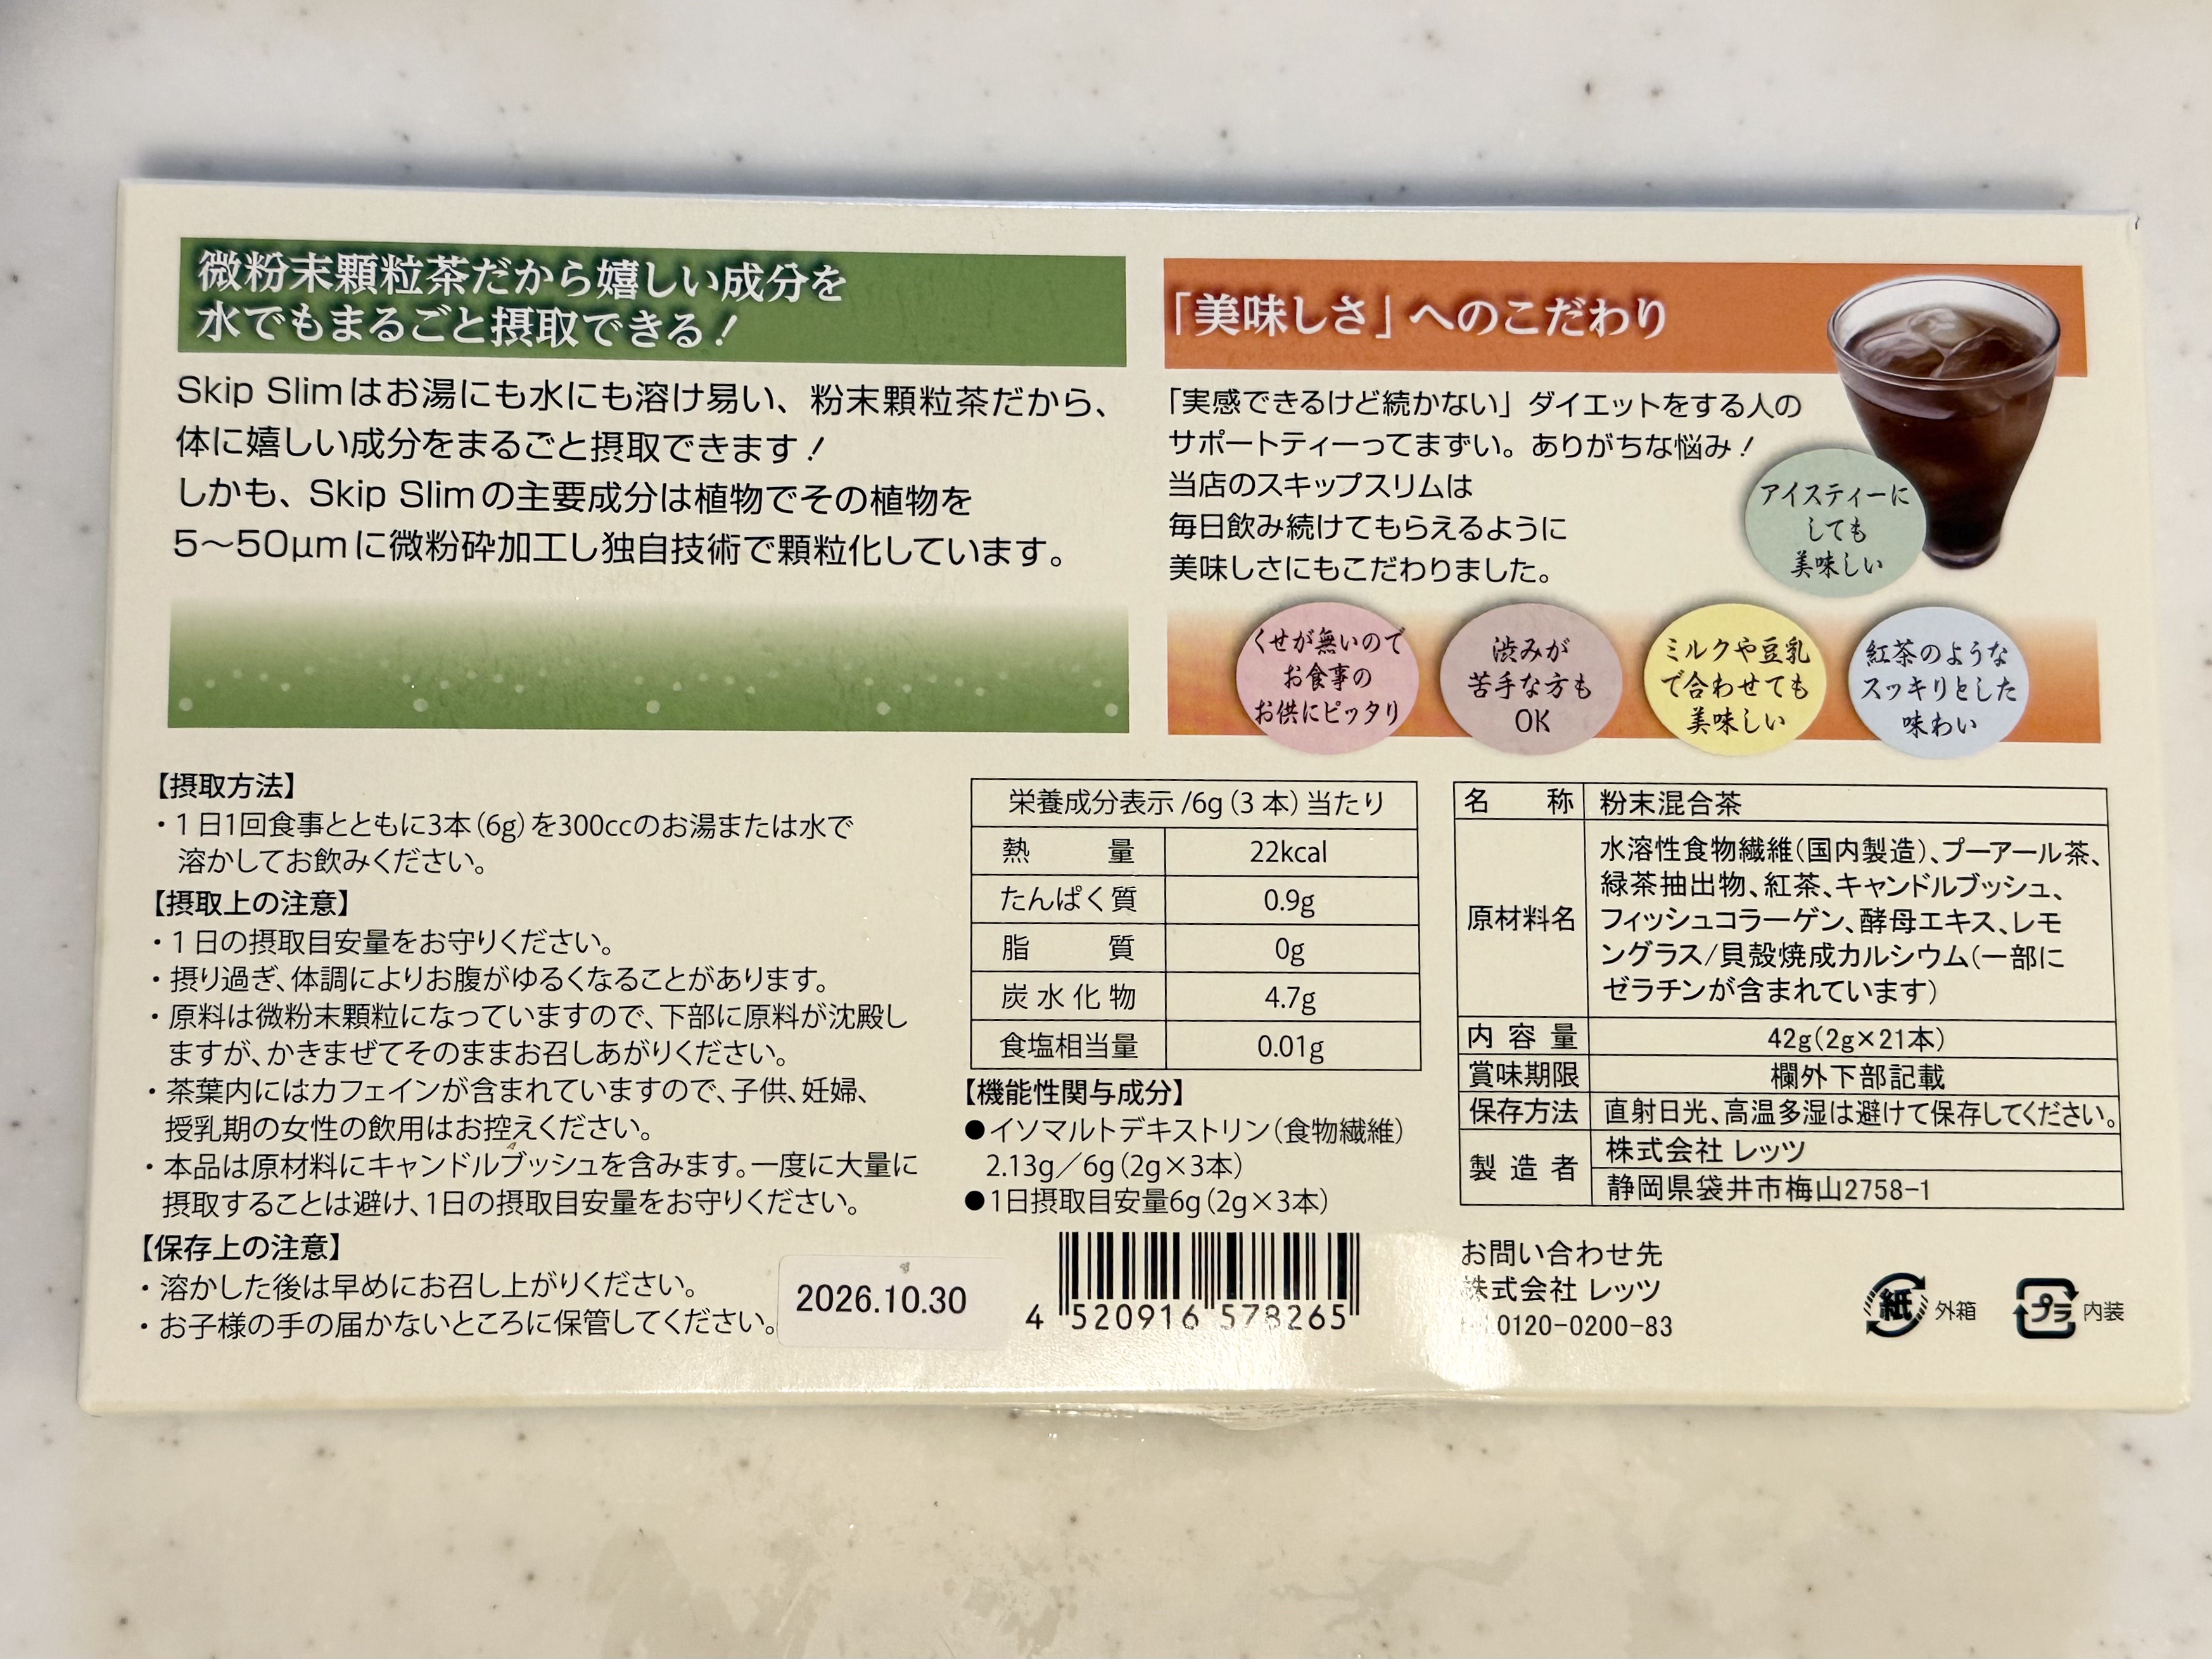 微粉末顆粒茶だから嬉しい成分を
水でもまるごと摂取できる！
Skip Slimはお湯にも水にも溶け易い、粉末顆粒茶だから、
体に嬉しい成分をまるごと摂取できます！
しかも、Skip Slimの主要成分は植物でその植物を
5〜50μmに微粉砕加工し独自技術で顆粒化しています。
「美味しさ」へのこだわり
「実感できるけど続かない」ダイエットをする人の
サポートティーってまずい。ありがちな悩み！
当店のスキップスリムは
毎日飲み続けてもらえるように
美味しさにもこだわりました。
アイスティーに
しても
美味しい
くせが無いので
お食事の
お供にピッタリ
渋みが
苦手な方も
OK
ミルクや豆乳
で合わせても
美味しい
紅茶のような
スッキリとした
味わい
【摂取方法】
・1日1回食事とともに3本(6g)を300ccのお湯または水で
溶かしてお飲みください。
【摂取上の注意】
・1日の摂取目安量をお守りください。
・摂り過ぎ、体調によりお腹がゆるくなることがあります。
・原料は微粉末顆粒になっていますので、下部に原料が沈殿し
ますが、かきまぜてそのままお召しあがりください。
・茶葉内にはカフェインが含まれていますので、子供、妊婦、
授乳期の女性の飲用はお控えください。
・本品は原材料にキャンドルブッシュを含みます。一度に大量に
摂取することは避け、1日の摂取目安量をお守りください。
【保存上の注意】
・溶かした後は早めにお召し上がりください。
・お子様の手の届かないところに保管してください。
2026.10.30
栄養成分表示/6g(3本)当たり
熱量 22kcal
たんぱく質 0.9g
脂質 0g
炭水化物 4.7g
食塩相当量 0.01g
【機能性関与成分】
●イソマルトデキストリン(食物繊維)
2.13g／6g(2g×3本)
●1日摂取目安量6g(2g×3本)
4 520916 578265
名称 粉末混合茶
原材料名 水溶性食物繊維(国内製造)、プーアール茶、
緑茶抽出物、紅茶、キャンドルブッシュ、
フィッシュコラーゲン、酵母エキス、レモ
ングラス/貝殻焼成カルシウム(一部に
ゼラチンが含まれています)
内容量 42g(2g×21本)
賞味期限 欄外下部記載
保存方法 直射日光、高温多湿は避けて保存してください。
製造者 株式会社 レッツ
静岡県袋井市梅山2758-1
お問い合わせ先
株式会社 レッツ
0120-0200-83
紙 外箱
プラ 内装